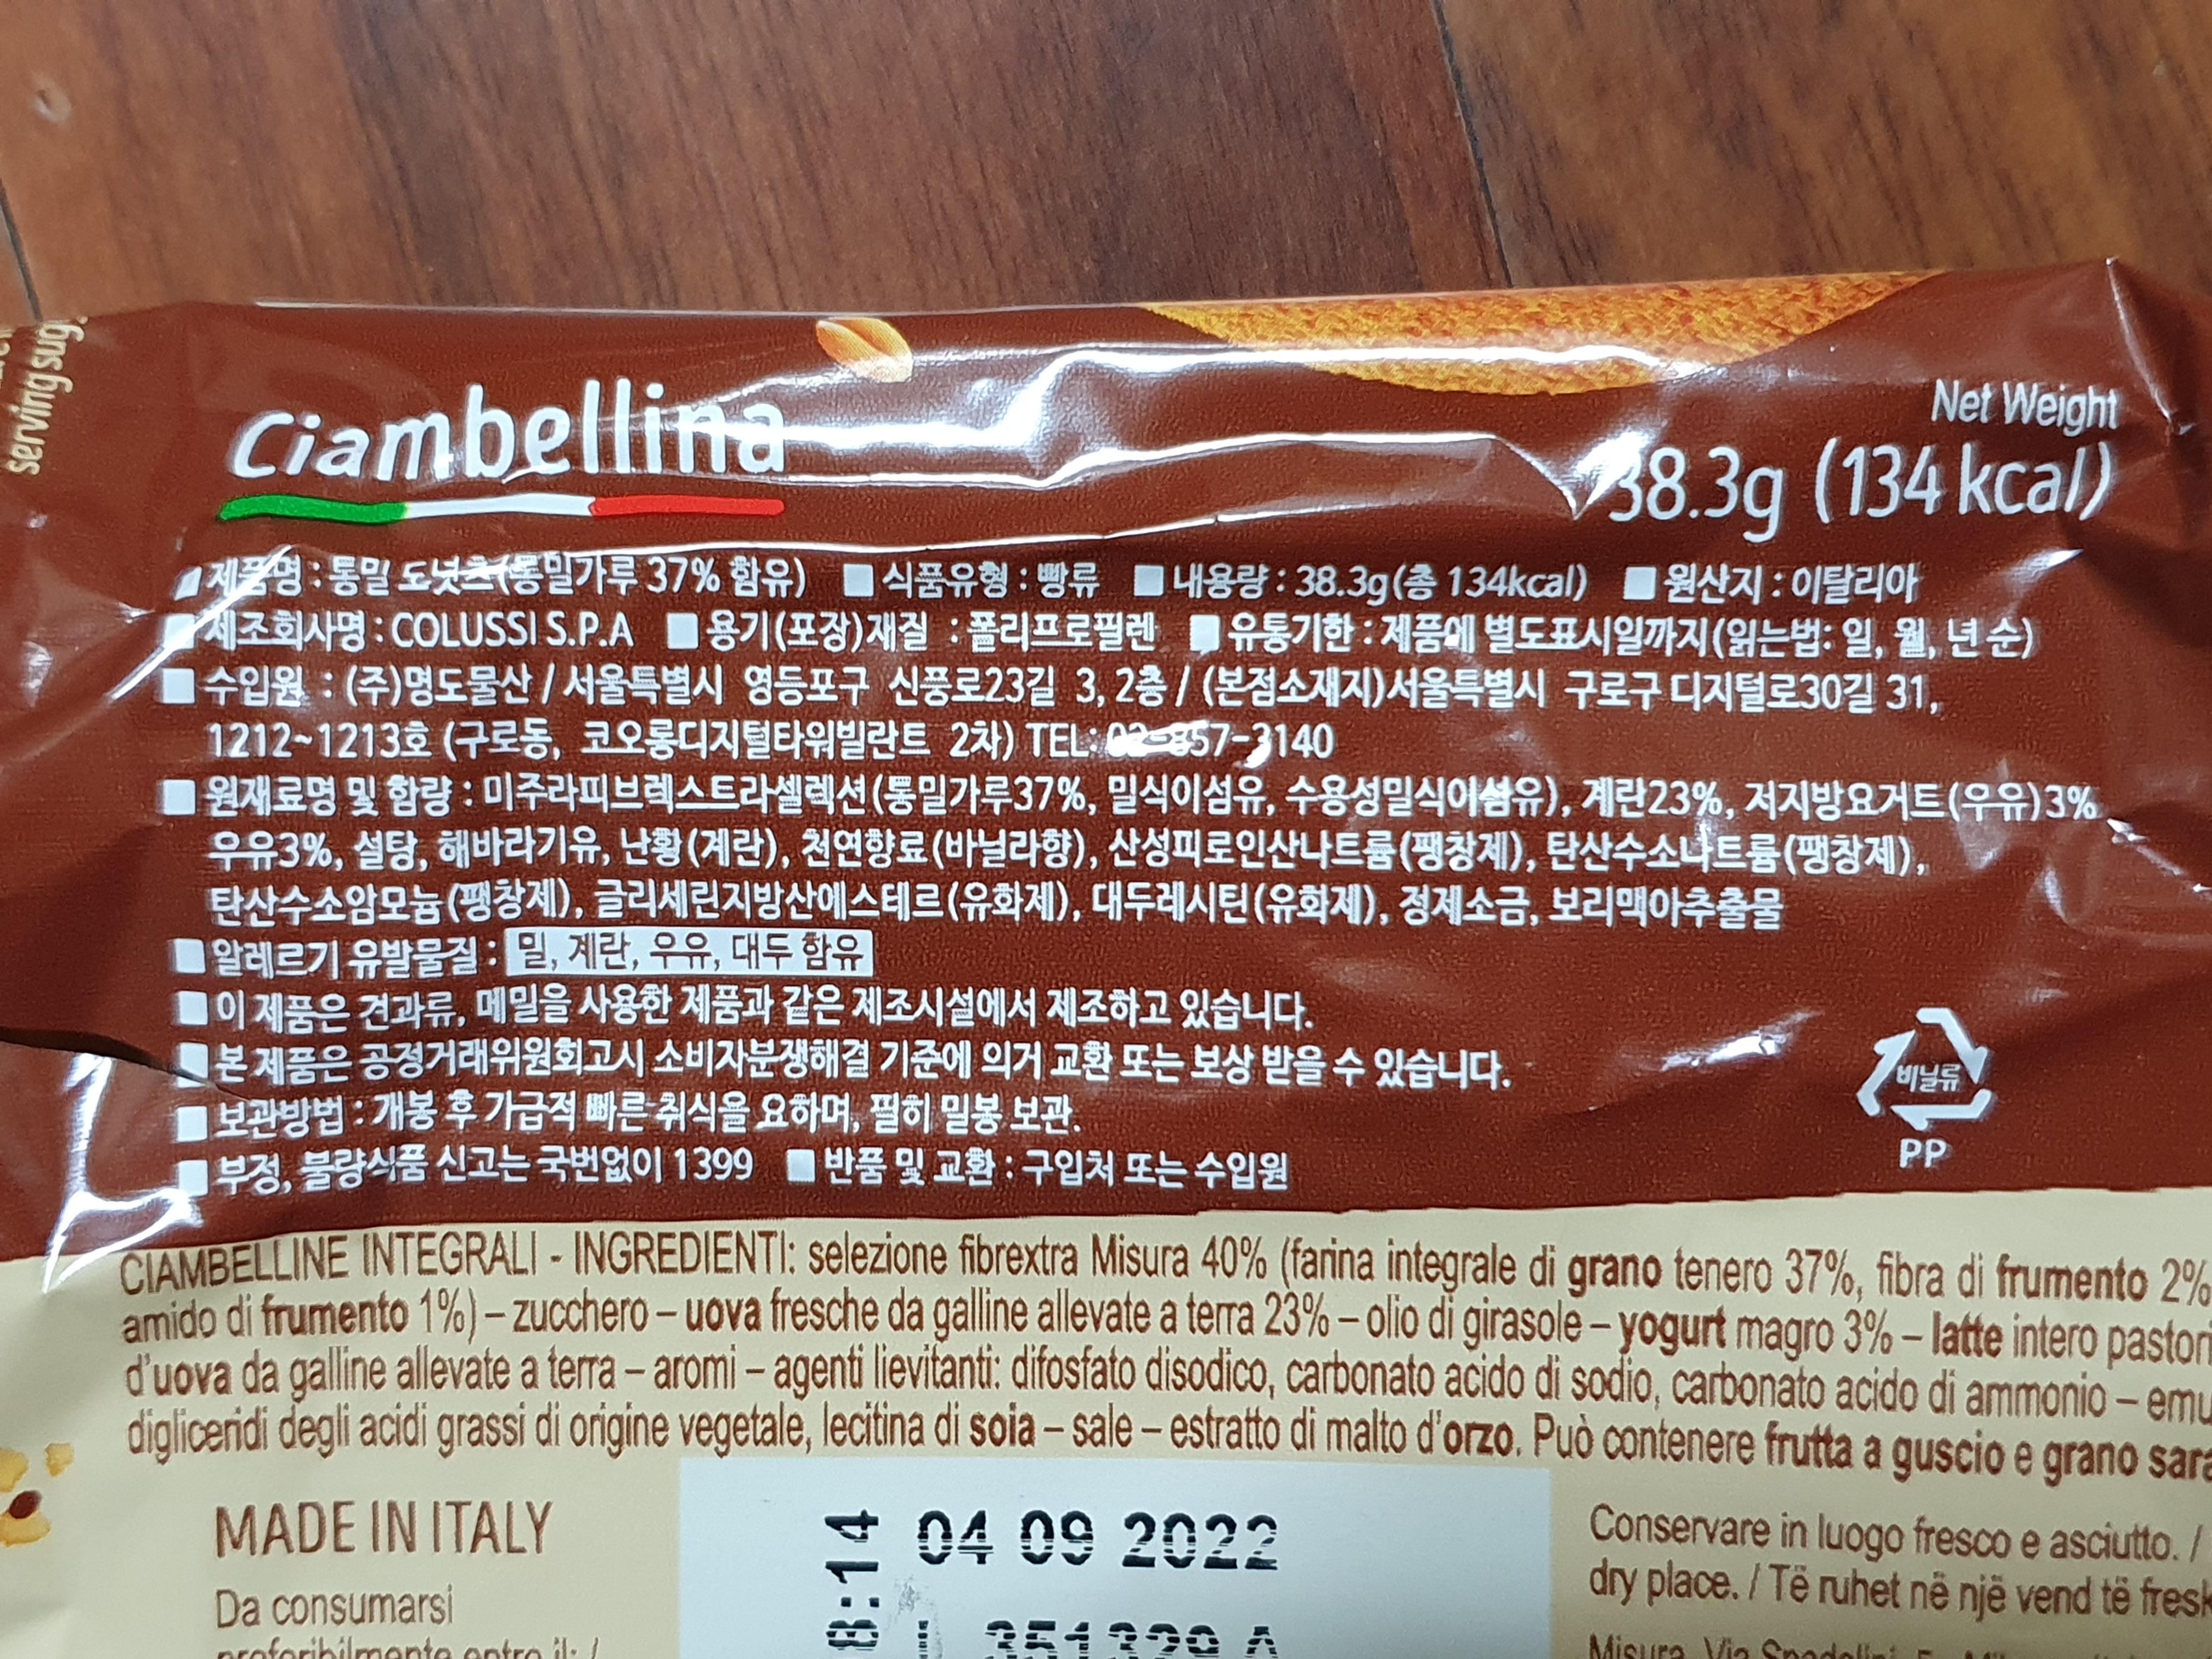 serving sug
Ciambellina
Net Weight
38.3g (134 kcal)
■ 제품명 : 통밀 도넛츠(통밀가루 37% 함유) ■ 식품유형 : 빵류 ■ 내용량 : 38.3g(총 134kcal) ■ 원산지 : 이탈리아
■ 제조회사명 : COLUSSI S.P.A ■ 용기(포장)재질 : 폴리프로필렌 ■ 유통기한 : 제품에 별도표시일까지(읽는법: 일, 월, 년 순)
■ 수입원 : (주)명도물산 / 서울특별시 영등포구 신풍로23길 3, 2층 / (본점소재지)서울특별시 구로구 디지털로30길 31,
1212~1213호 (구로동, 코오롱디지털타워빌란트 2차) TEL: 02-857-3140
■ 원재료명 및 함량 : 미주라피브렉스트라셀렉션(통밀가루37%, 밀식이섬유, 수용성밀식이섬유), 계란23%, 저지방요거트(우유)3%
우유3%, 설탕, 해바라기유, 난황(계란), 천연향료(바닐라향), 산성피로인산나트륨(팽창제), 탄산수소나트륨(팽창제),
탄산수소암모늄(팽창제), 글리세린지방산에스테르(유화제), 대두레시틴(유화제), 정제소금, 보리맥아추출물
■ 알레르기 유발물질 : 밀, 계란, 우유, 대두 함유
■ 이 제품은 견과류, 메밀을 사용한 제품과 같은 제조시설에서 제조하고 있습니다.
■ 본 제품은 공정거래위원회고시 소비자분쟁해결 기준에 의거 교환 또는 보상 받을 수 있습니다.
■ 보관방법 : 개봉 후 가급적 빠른 취식을 요하며, 필히 밀봉 보관.
■ 부정, 불량식품 신고는 국번없이 1399 ■ 반품 및 교환 : 구입처 또는 수입원
비닐류
PP
CIAMBELLINE INTEGRALI - INGREDIENTI: selezione fibrextra Misura 40% (farina integrale di grano tenero 37%, fibra di frumento 2%
amido di frumento 1%) – zucchero – uova fresche da galline allevate a terra 23% – olio di girasole – yogurt magro 3% – latte intero pastor
d'uova da galline allevate a terra – aromi – agenti lievitanti: difosfato disodico, carbonato acido di sodio, carbonato acido di ammonio – emu
digliceridi degli acidi grassi di origine vegetale, lecitina di soia – sale – estratto di malto d'orzo. Può contenere frutta a guscio e grano sara
MADE IN ITALY
Da consumarsi
preferibilmente entro il: /
8:14
04 09 2022
Conservare in luogo fresco e asciutto. /
dry place. / Të ruhet në një vend të fresk
Misura, Via